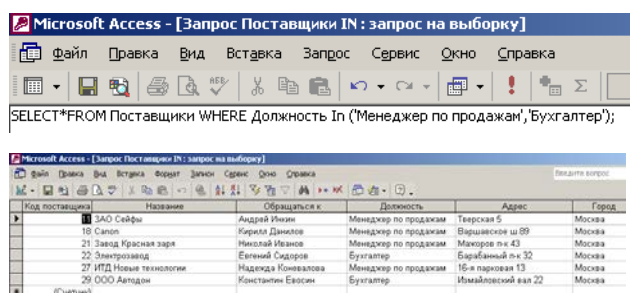 Microsoft Access - [Запрос Поставщики IN : запрос на выборку]
Файл Правка Вид Вставка Запрос Сервис Окно Справка
SELECT*FROM Поставщики WHERE Должность In ('Менеджер по продажам','Бухгалтер');
Microsoft Access - [Запрос Поставщики IN : запрос на выборку]
Файл Правка Вид Вставка Формат Записи Сервис Окно Справка Введите вопрос
Код поставщика Название Обращаться к Должность Адрес Город
11 ЗАО Сейфы Андрей Инкин Менеджер по продажам Тверская 5 Москва
18 Canon Кирилл Данилов Менеджер по продажам Варшавское ш 89 Москва
21 Завод Красная заря Николай Иванов Менеджер по продажам Мажоров п-к 43 Москва
22 Электрозавод Евгений Сидоров Бухгалтер Барабанный п-к 32 Москва
27 ИТД Новые технологии Надежда Коновалова Менеджер по продажам 16-я парковая 13 Москва
29 ООО Автодон Константин Евосин Бухгалтер Измайловский вал 22 Москва
(Счетчик)